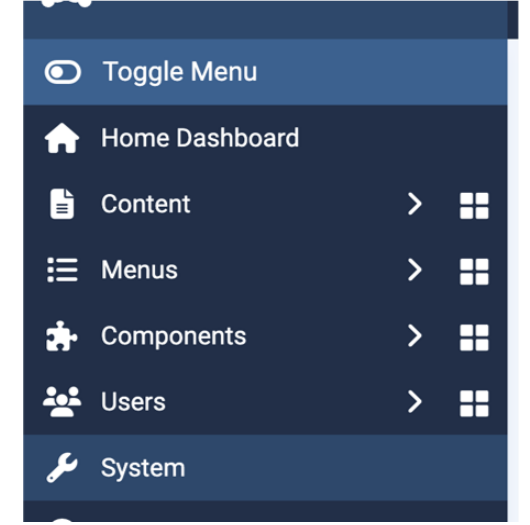 Toggle Menu
Home Dashboard
Content
Menus
Components
Users
System